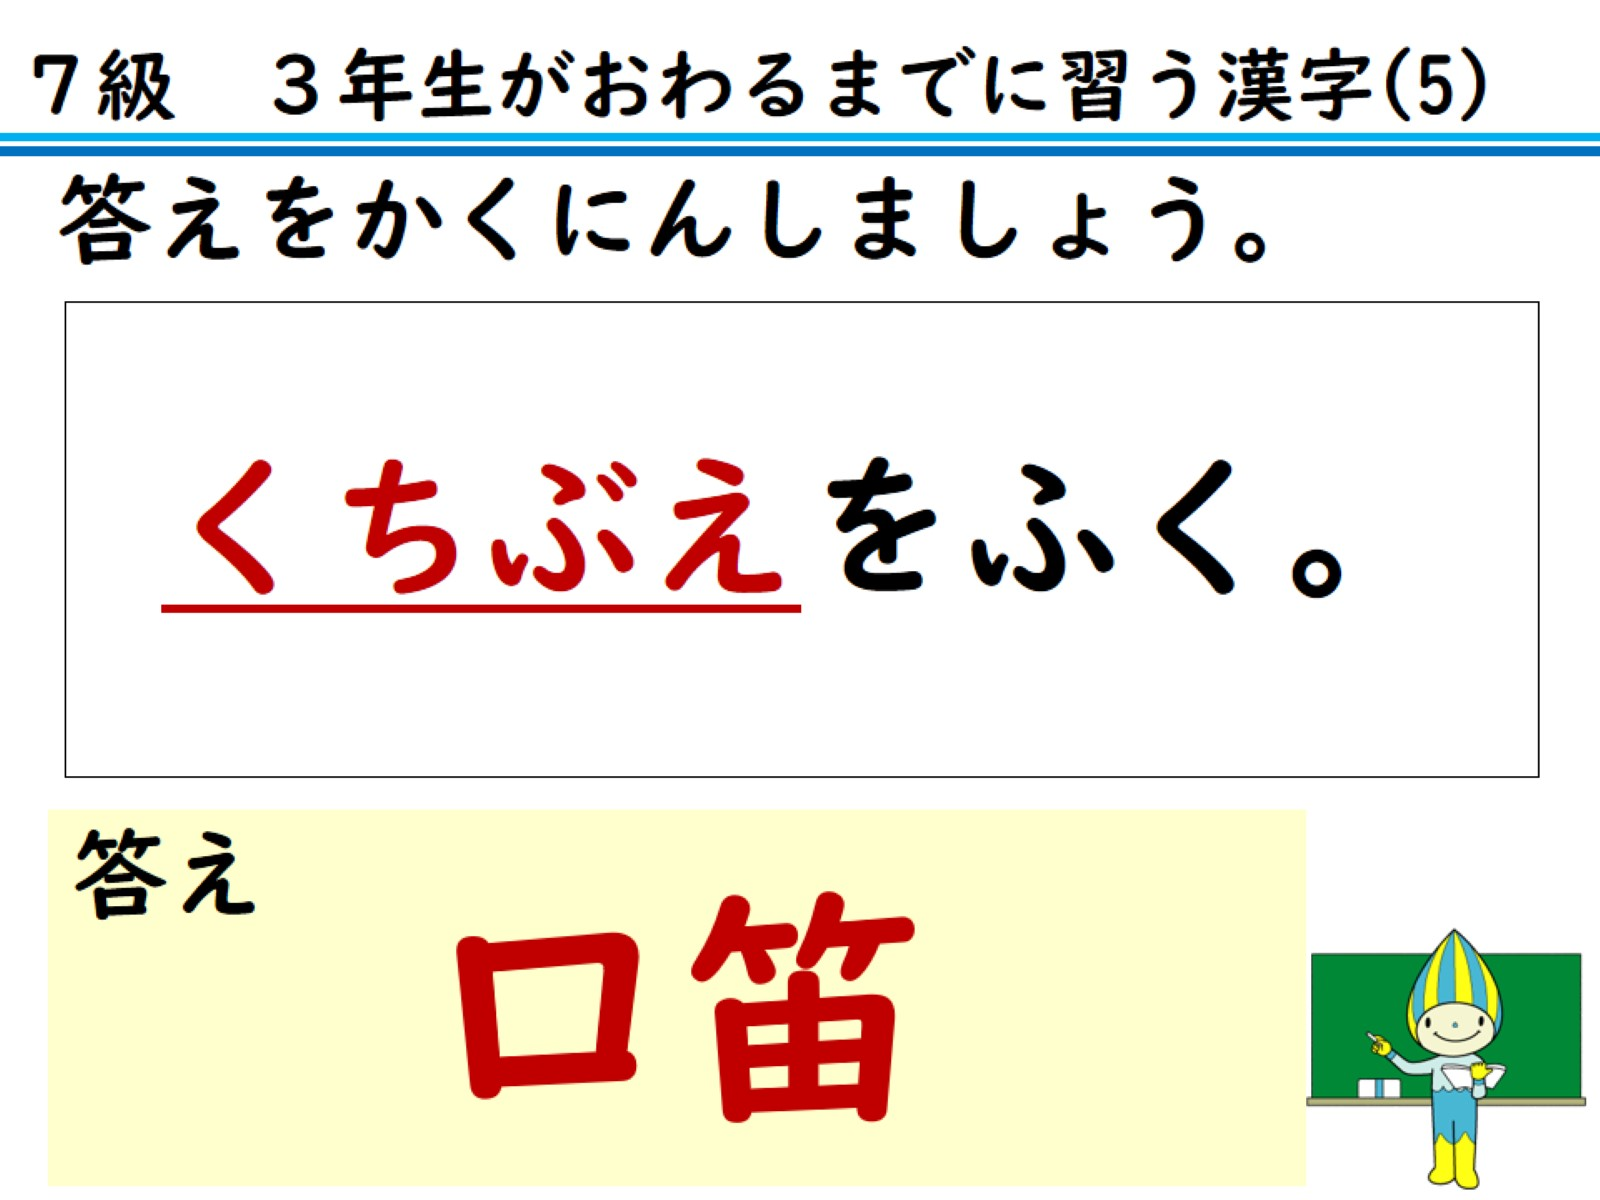 ７級　３年生がおわるまでに習う漢字(5)
答えをかくにんしましょう。
くちぶえをふく。
答え
口笛